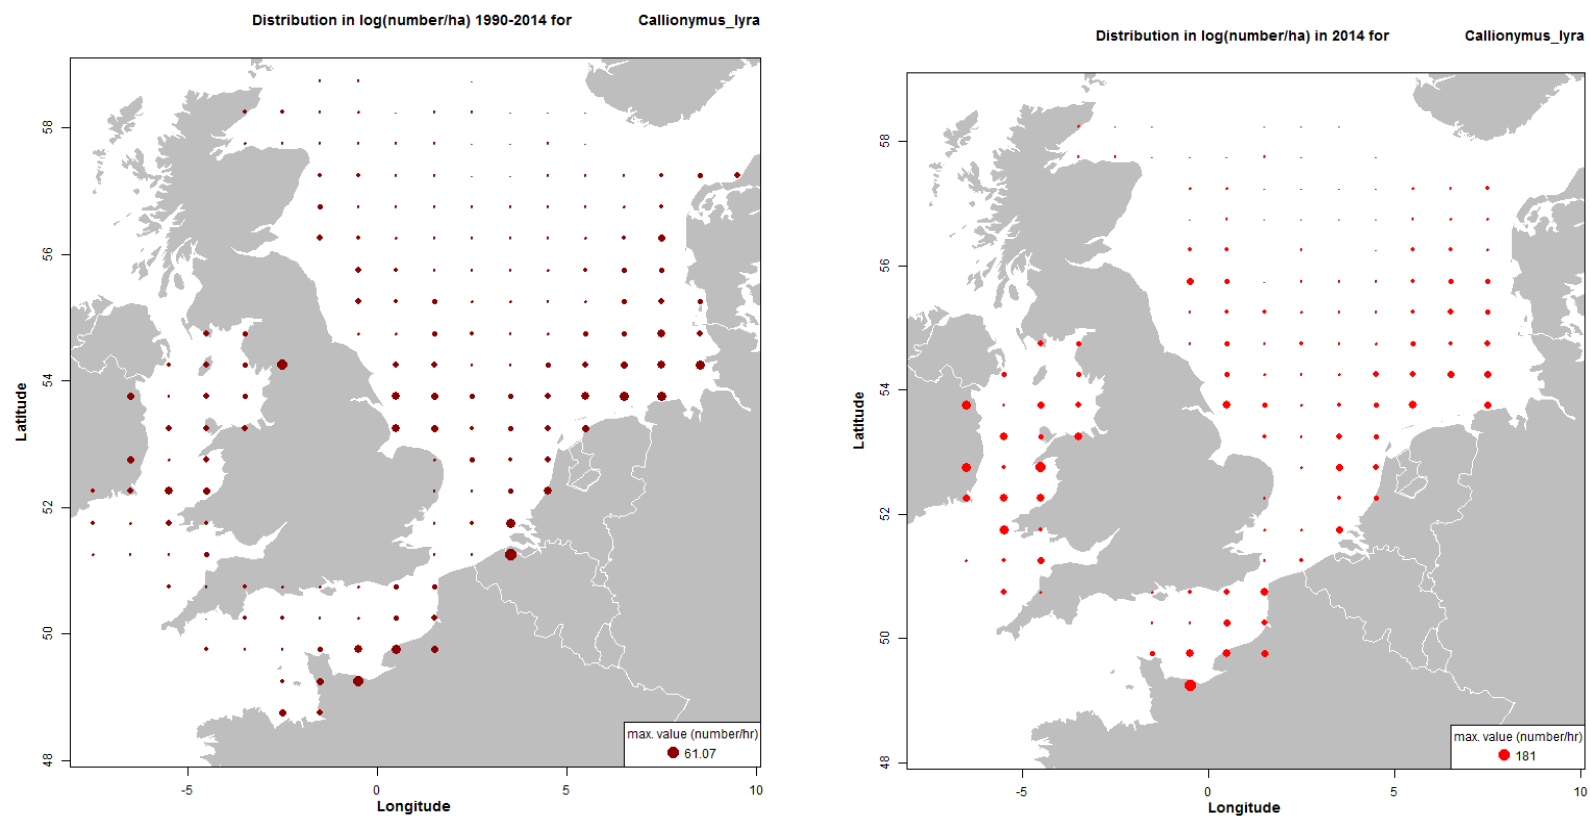 Distribution in log(number/ha) 1990-2014 for Callionymus_lyra
58
56
54
52
50
48
Latitude
-5
0
5
10
Longitude
max. value (number/hr)
61.07
Distribution in log(number/ha) in 2014 for Callionymus_lyra
58
56
54
52
50
48
Latitude
-5
0
5
10
Longitude
max. value (number/hr)
181